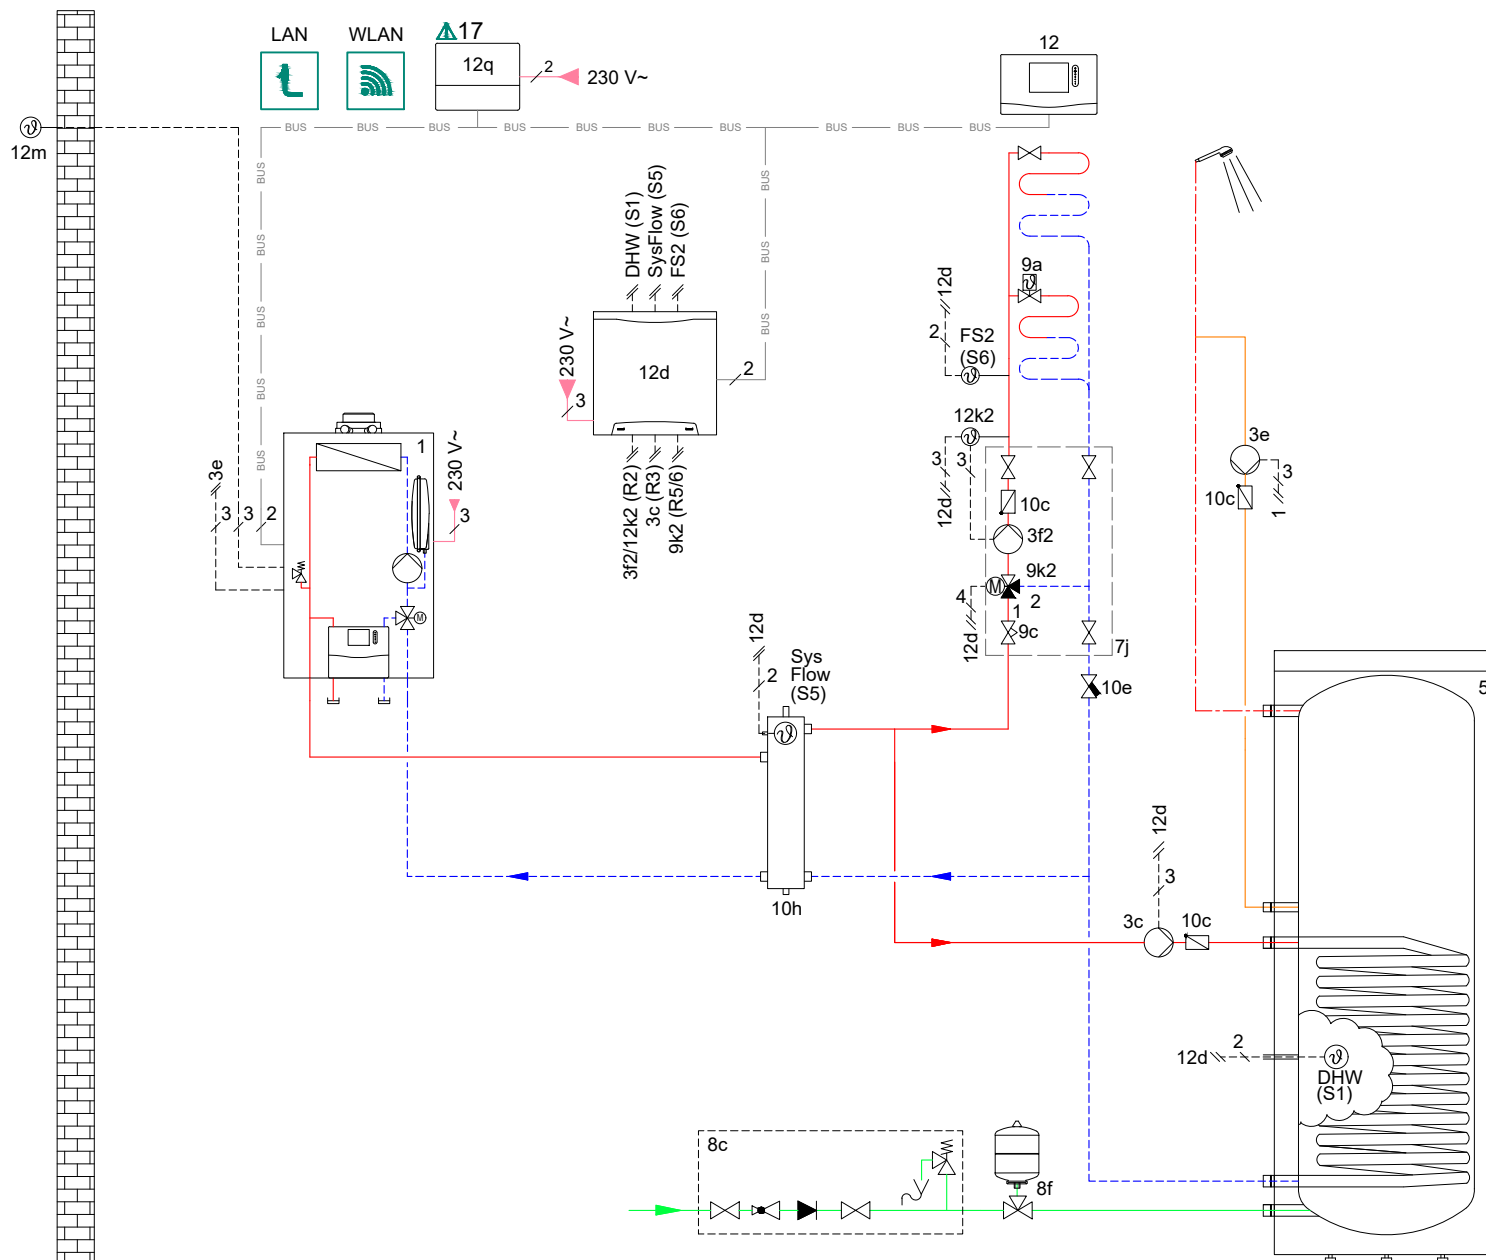 LAN
WLAN
17
12q
2
230 V~
12
BUS BUS BUS BUS BUS BUS BUS BUS BUS
12m
BUS
BUS
BUS
BUS
BUS
BUS
BUS
DHW (S1)
SysFlow (S5)
FS2 (S6)
230 V~
3
12d
2
3f2/12k2 (R2)
3c (R3)
9k2 (R5/6)
9a
12d
2
FS2
(S6)
12k2
3
3
12d
10c
3f2
9k2
M
2
4
1
12d
9c
7j
10e
3e
3
3
2
1
230 V~
3
M
3e
3
10c
1
12d
2
Sys
Flow
(S5)
10h
5
12d
3
3c
10c
12d
2
DHW
(S1)
8c
8f